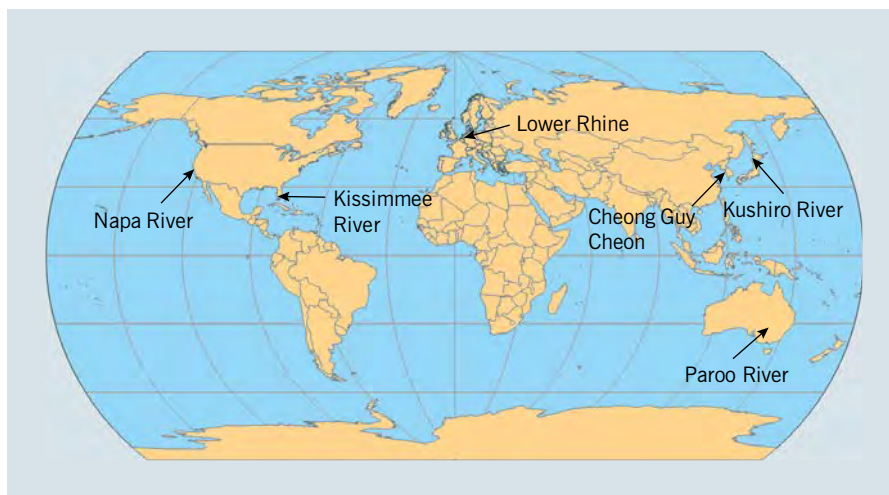 Lower Rhine
Napa River
Kissimmee
River
Cheong Guy
Cheon
Kushiro River
Paroo River